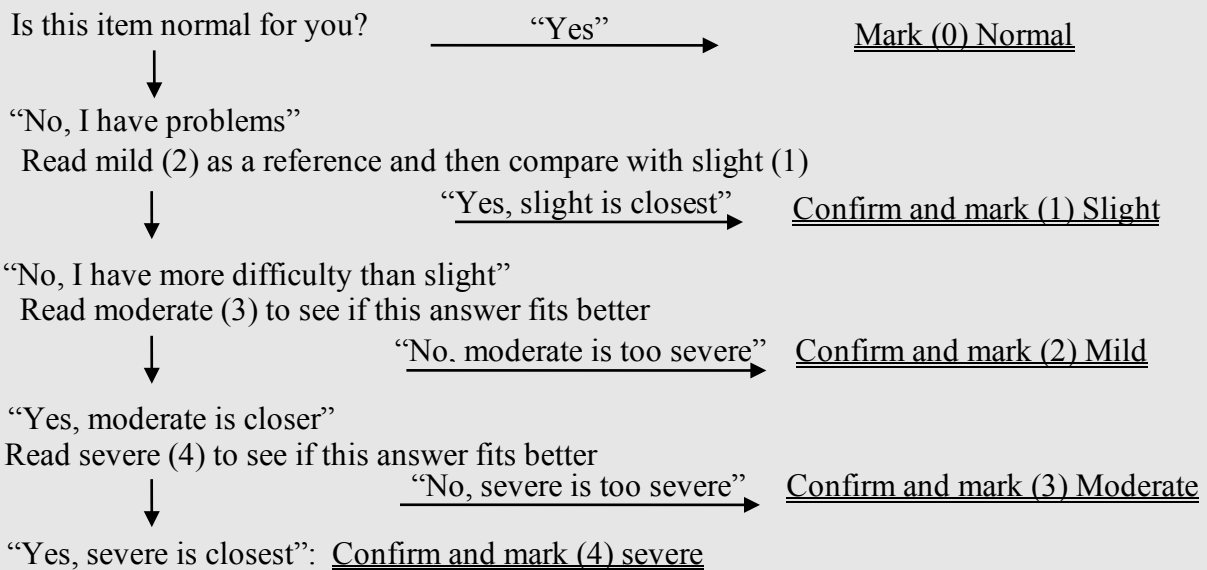 Is this item normal for you? “Yes” Mark (0) Normal
“No, I have problems”
Read mild (2) as a reference and then compare with slight (1)
“Yes, slight is closest” Confirm and mark (1) Slight
“No, I have more difficulty than slight”
Read moderate (3) to see if this answer fits better
“No, moderate is too severe” Confirm and mark (2) Mild
“Yes, moderate is closer”
Read severe (4) to see if this answer fits better
“No, severe is too severe” Confirm and mark (3) Moderate
“Yes, severe is closest”: Confirm and mark (4) severe